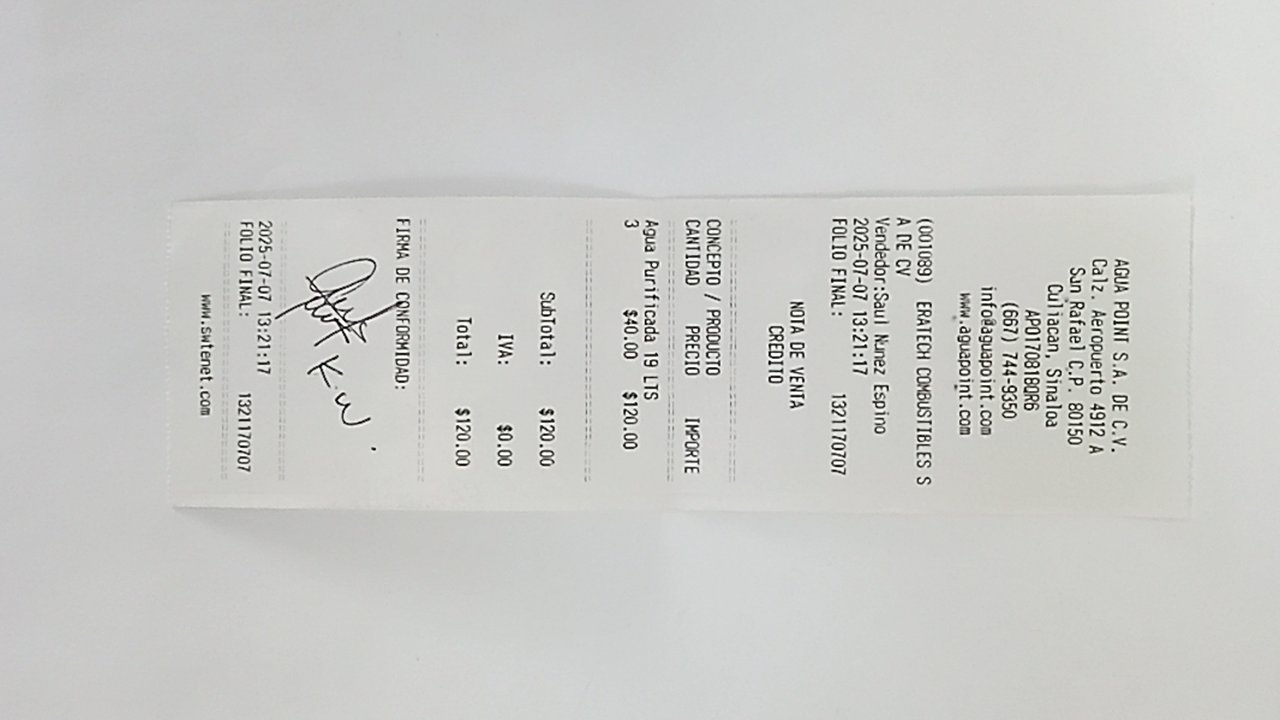 AGUA POINT S.A. DE C.V.
Calz. Aeropuerto 4912 A
San Rafael C.P. 80150
Culiacan, Sinaloa
APO170818QR6
(667) 744-9350
info@aguapoint.com
www.aguapoint.com
(001089) ERATECH COMBUSTIBLES S
A DE CV
Vendedor:Saul Nunez Espino
2025-07-07 13:21:17
FOLIO FINAL: 1321170707
NOTA DE VENTA
CREDITO
CONCEPTO / PRODUCTO
CANTIDAD PRECIO IMPORTE
Agua Purificada 19 LTS
3 $40.00 $120.00
SubTotal: $120.00
IVA: $0.00
Total: $120.00
FIRMA DE CONFORMIDAD:
2025-07-07 13:21:17
FOLIO FINAL: 1321170707
www.swtenet.com